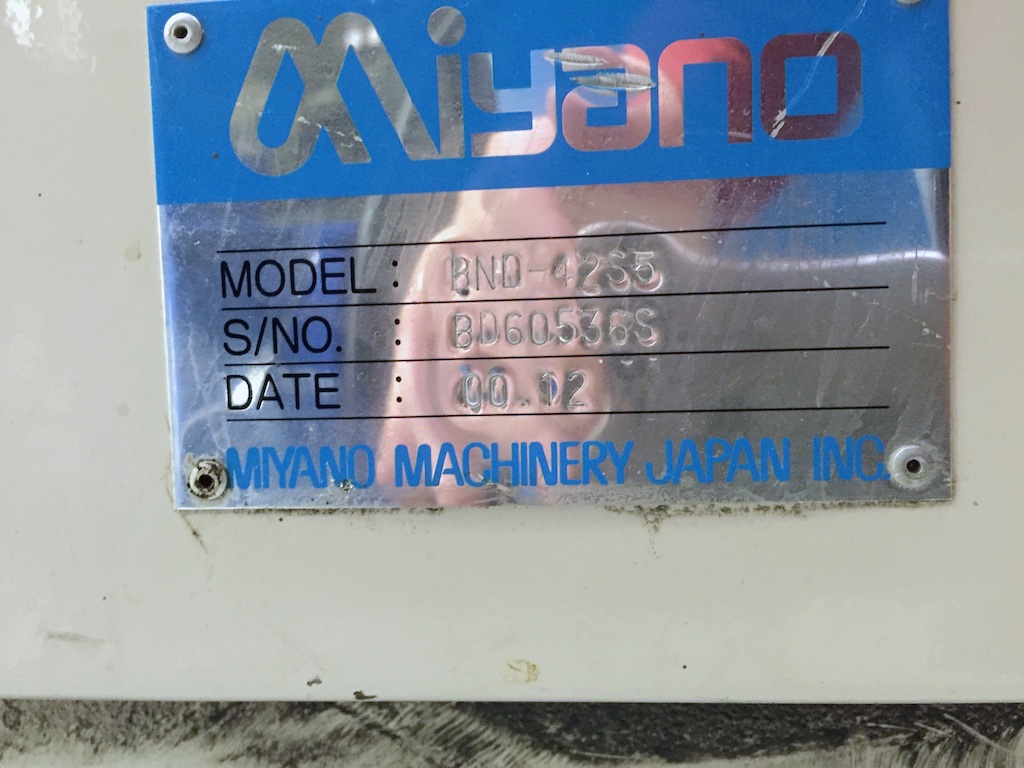 Miyano
MODEL : BND-42S5
S/NO. : BD60536S
DATE : 00.12
MIYANO MACHINERY JAPAN INC.